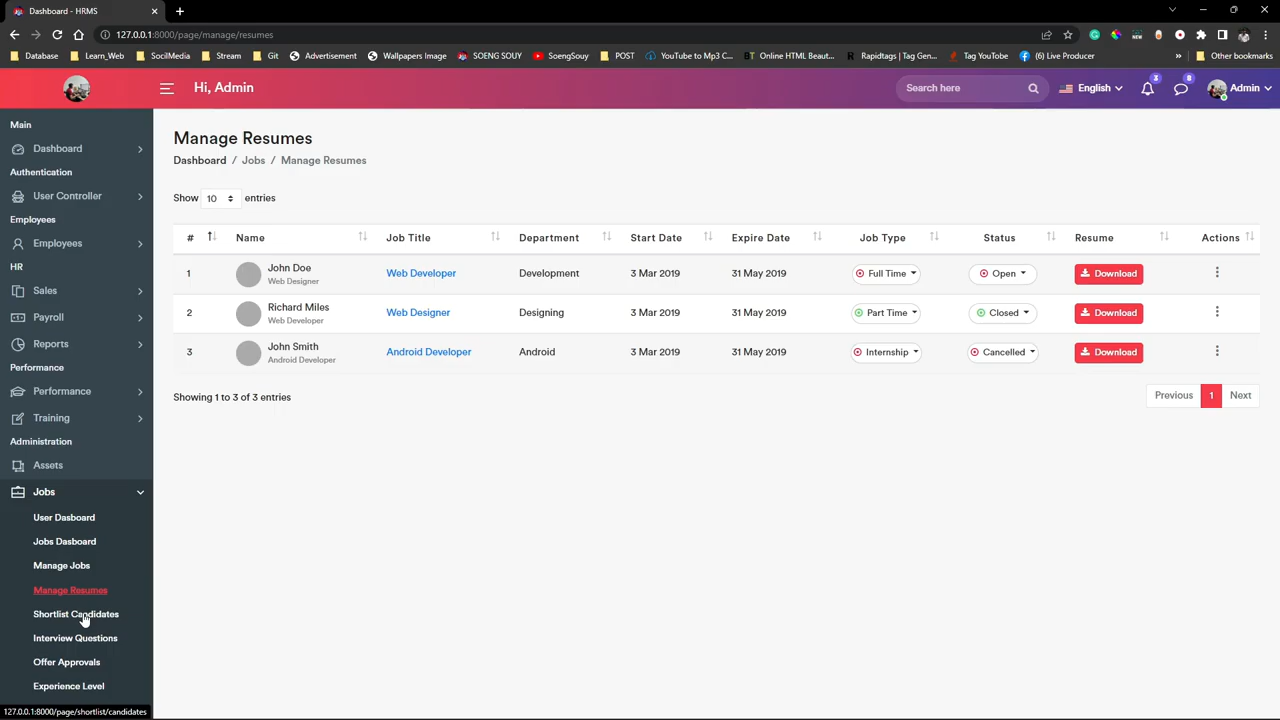 Dashboard - HRMS
127.0.0.1:8000/page/manage/resumes
Database Learn_Web SocilMedia Stream Git Advertisement Wallpapers Image SOENG SOUY SoengSouy POST YouTube to Mp3 C... Online HTML Beaut... Rapidtags | Tag Gen... Tag YouTube (6) Live Producer » Other bookmarks
Hi, Admin
Search here
English
3
8
Admin
Main
Dashboard
Authentication
User Controller
Employees
Employees
HR
Sales
Payroll
Reports
Performance
Performance
Training
Administration
Assets
Jobs
User Dasboard
Jobs Dasboard
Manage Jobs
Manage Resumes
Shortlist Candidates
Interview Questions
Offer Approvals
Experience Level
127.0.0.1:8000/page/shortlist/candidates
Manage Resumes
Dashboard / Jobs / Manage Resumes
Show 10 entries
# Name Job Title Department Start Date Expire Date Job Type Status Resume Actions
1 John Doe Web Developer Development 3 Mar 2019 31 May 2019 Full Time Open Download
Web Designer
2 Richard Miles Web Designer Designing 3 Mar 2019 31 May 2019 Part Time Closed Download
Web Developer
3 John Smith Android Developer Android 3 Mar 2019 31 May 2019 Internship Cancelled Download
Android Developer
Showing 1 to 3 of 3 entries
Previous 1 Next